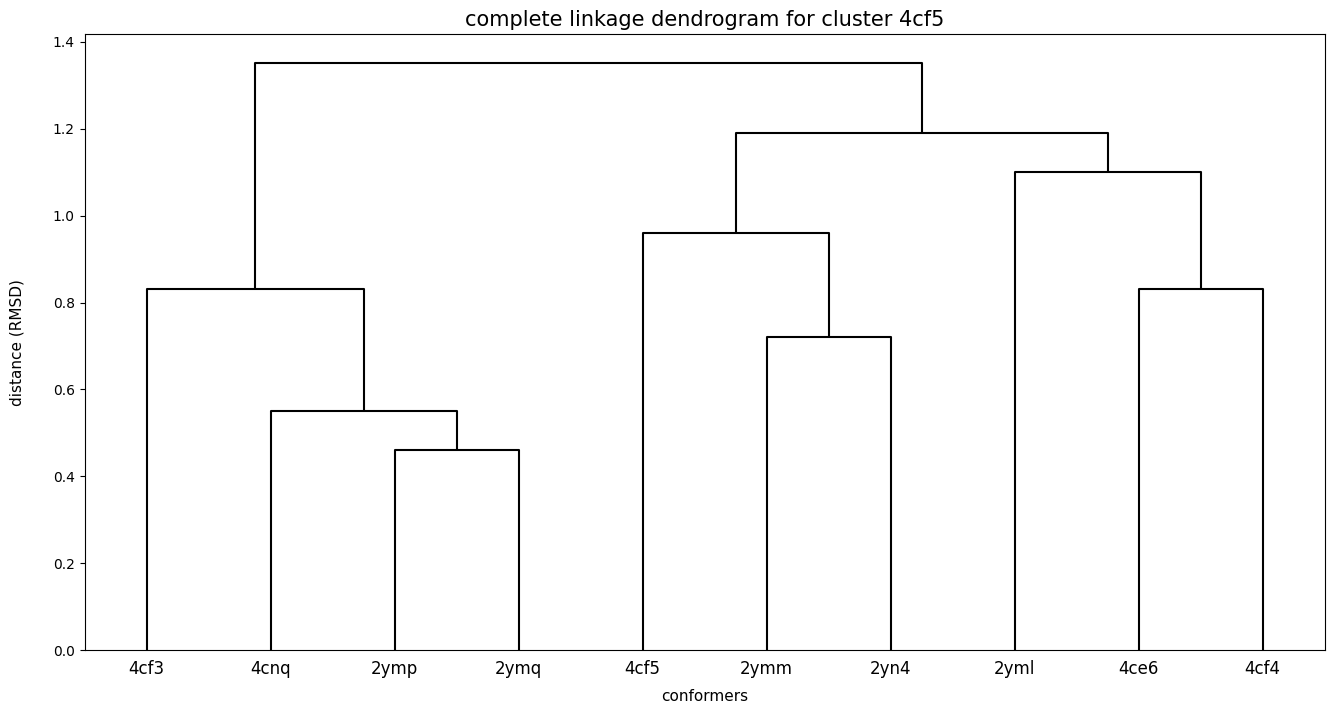 complete linkage dendrogram for cluster 4cf5
1.4
1.2
1.0
0.8
0.6
0.4
0.2
0.0
distance (RMSD)
4cf3 4cnq 2ymp 2ymq 4cf5 2ymm 2yn4 2yml 4ce6 4cf4
conformers